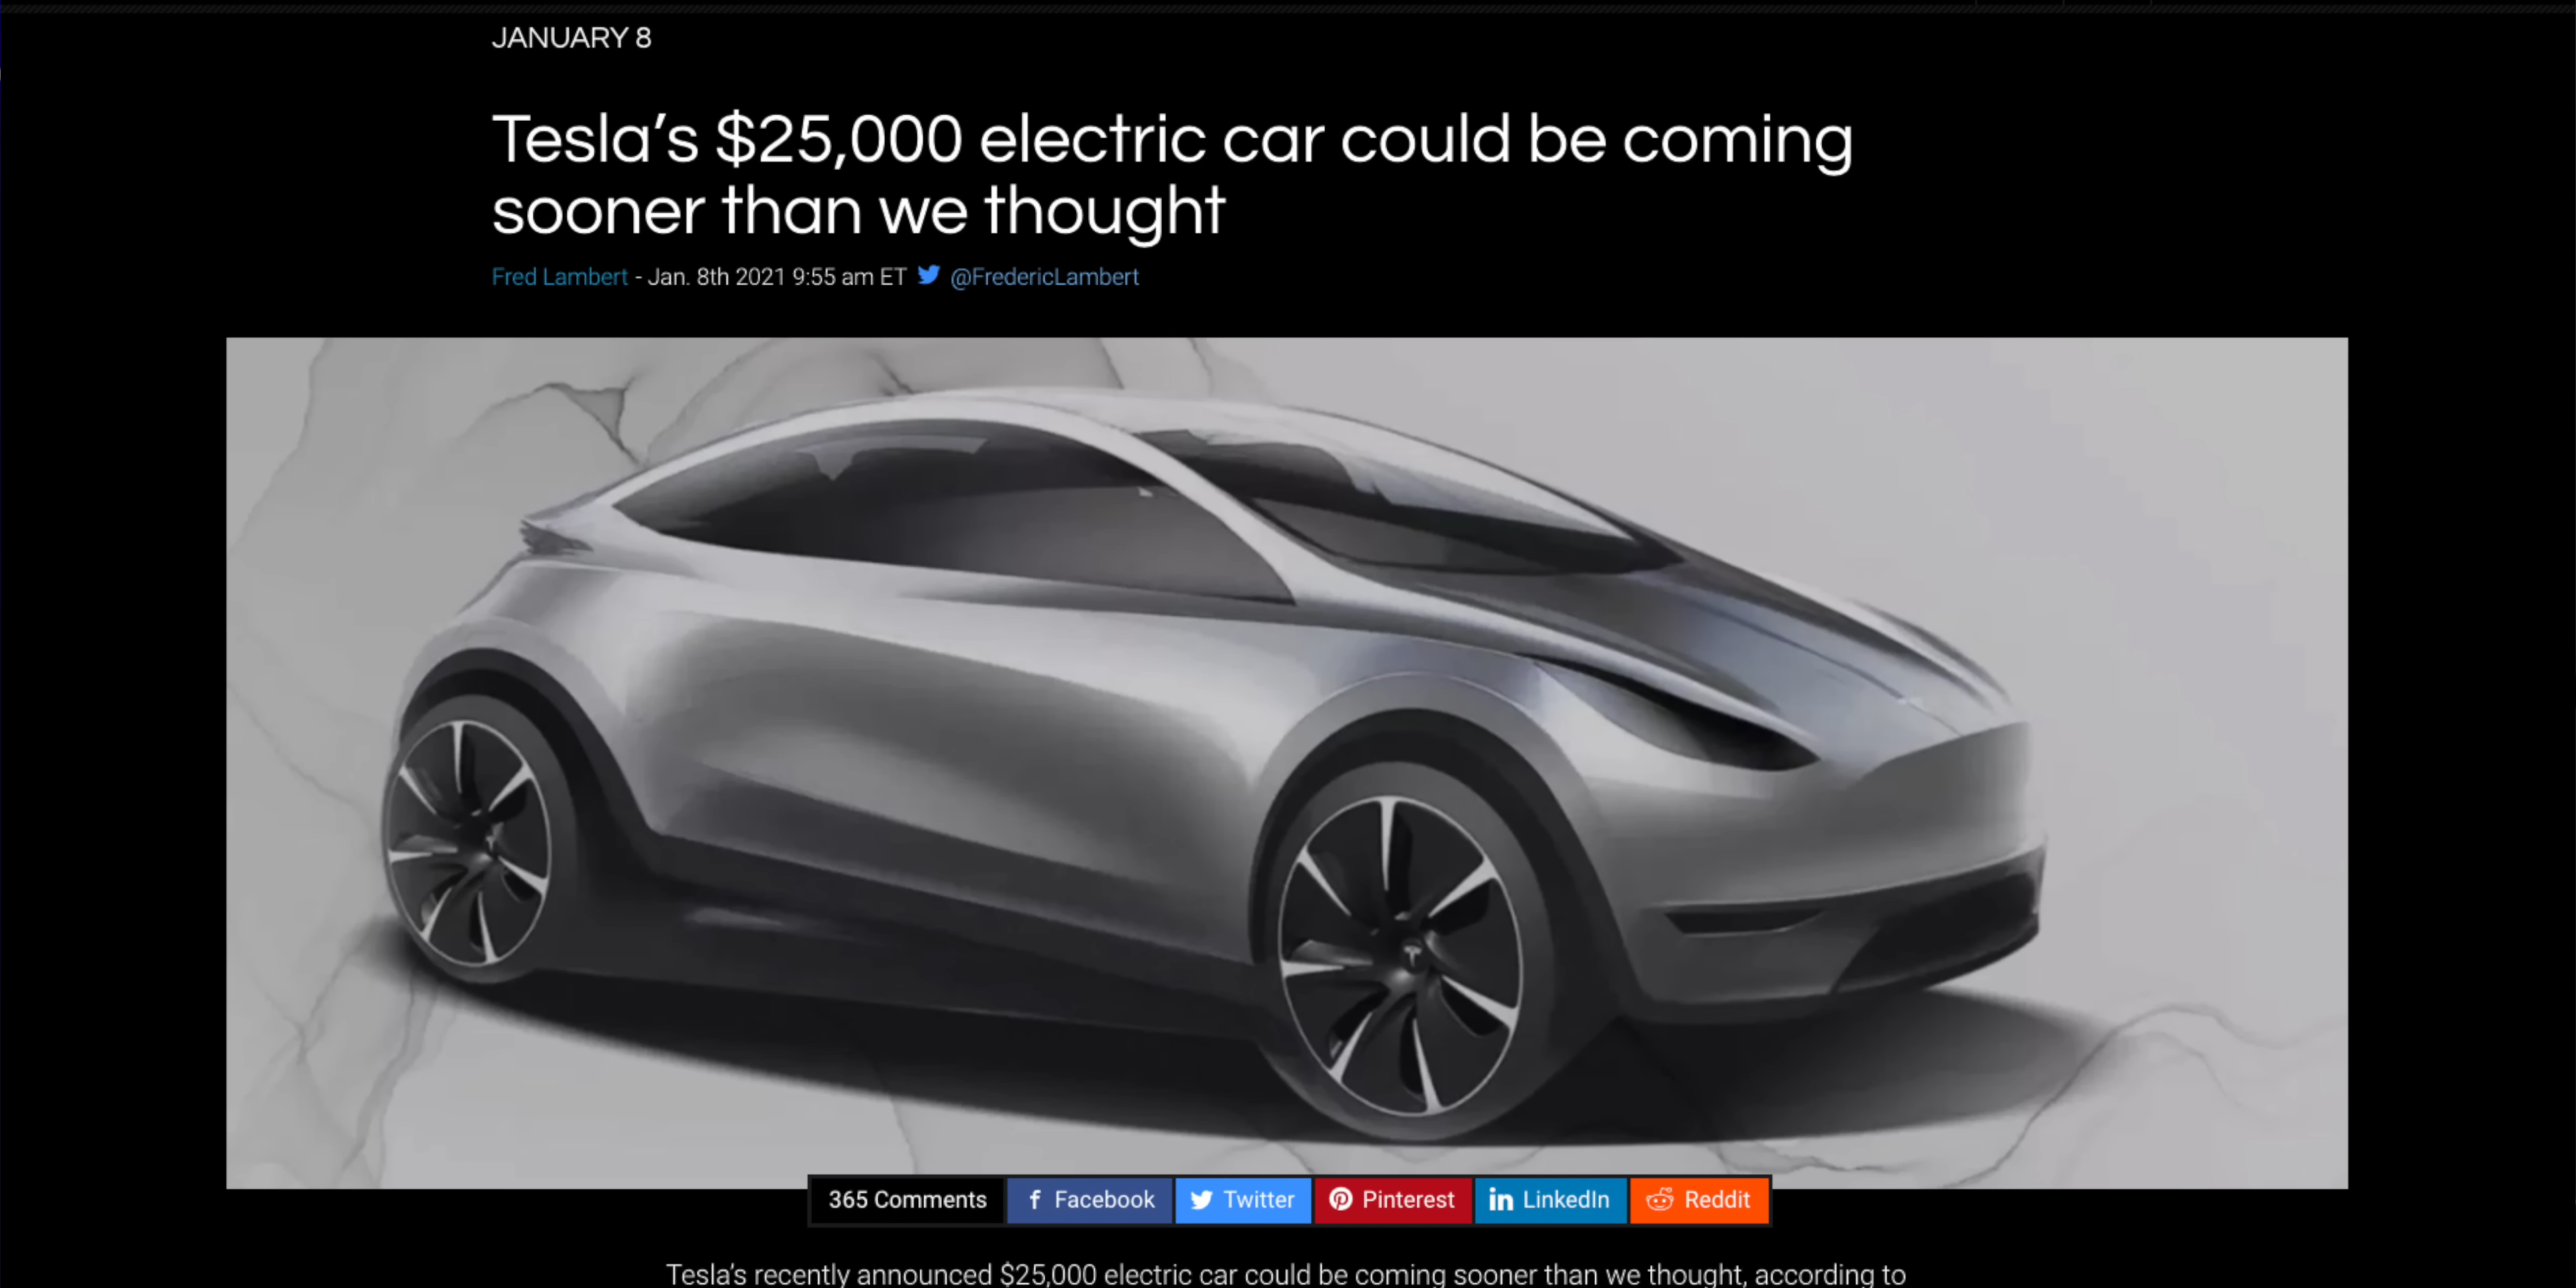 JANUARY 8
Tesla’s $25,000 electric car could be coming
sooner than we thought
Fred Lambert - Jan. 8th 2021 9:55 am ET @FredericLambert
365 Comments Facebook Twitter Pinterest LinkedIn Reddit
Tesla’s recently announced $25,000 electric car could be coming sooner than we thought, according to